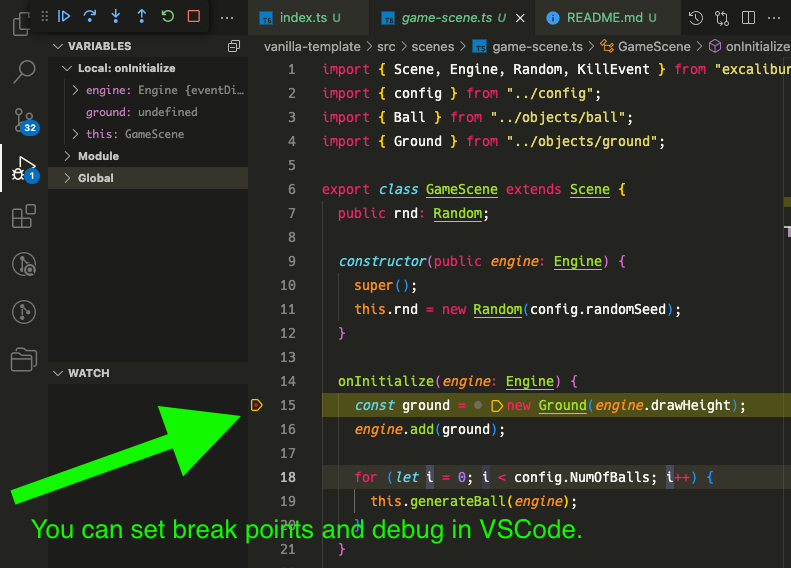 index.ts U
game-scene.ts U
README.md U
VARIABLES
Local: onInitialize
engine: Engine {eventDi…
ground: undefined
this: GameScene
Module
Global
WATCH
32
1
vanilla-template > src > scenes > TS game-scene.ts > GameScene > onInitialize
1 import { Scene, Engine, Random, KillEvent } from "excalibur
2 import { config } from "../config";
3 import { Ball } from "../objects/ball";
4 import { Ground } from "../objects/ground";
5
6 export class GameScene extends Scene {
7 public rnd: Random;
8
9 constructor(public engine: Engine) {
10 super();
11 this.rnd = new Random(config.randomSeed);
12 }
13
14 onInitialize(engine: Engine) {
15 const ground = new Ground(engine.drawHeight);
16 engine.add(ground);
17
18 for (let i = 0; i < config.NumOfBalls; i++) {
19 this.generateBall(engine);
20 }
21 }
You can set break points and debug in VSCode.